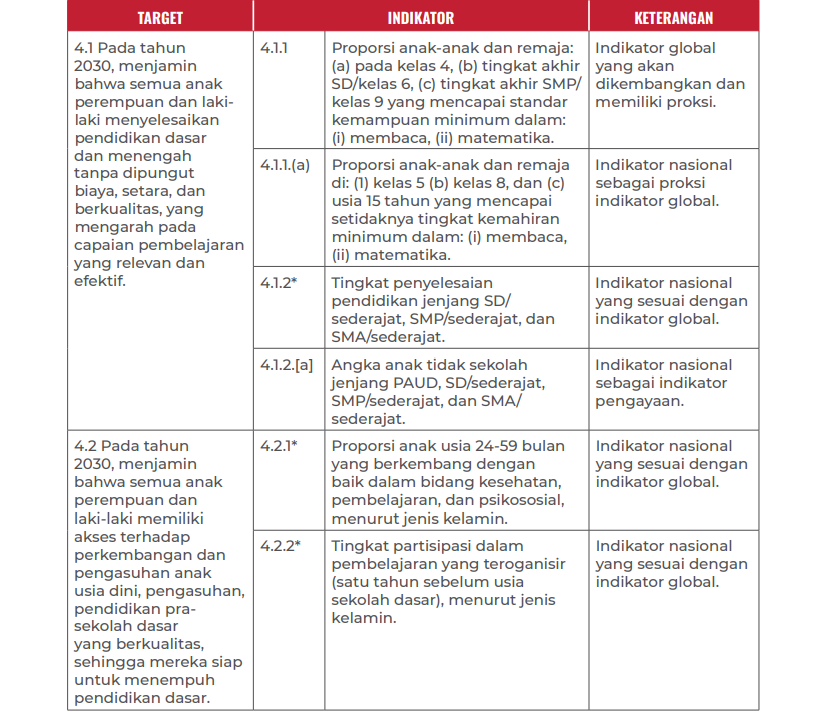 TARGET
INDIKATOR
KETERANGAN
4.1 Pada tahun
2030, menjamin
bahwa semua anak
perempuan dan laki-
laki menyelesaikan
pendidikan dasar
dan menengah
tanpa dipungut
biaya, setara, dan
berkualitas, yang
mengarah pada
capaian pembelajaran
yang relevan dan
efektif.
4.1.1
Proporsi anak-anak dan remaja:
(a) pada kelas 4, (b) tingkat akhir
SD/kelas 6, (c) tingkat akhir SMP/
kelas 9 yang mencapai standar
kemampuan minimum dalam:
(i) membaca, (ii) matematika.
Indikator global
yang akan
dikembangkan dan
memiliki proksi.
4.1.1.(a)
Proporsi anak-anak dan remaja
di: (1) kelas 5 (b) kelas 8, dan (c)
usia 15 tahun yang mencapai
setidaknya tingkat kemahiran
minimum dalam: (i) membaca,
(ii) matematika.
Indikator nasional
sebagai proksi
indikator global.
4.1.2*
Tingkat penyelesaian
pendidikan jenjang SD/
sederajat, SMP/sederajat, dan
SMA/sederajat.
Indikator nasional
yang sesuai dengan
indikator global.
4.1.2.[a]
Angka anak tidak sekolah
jenjang PAUD, SD/sederajat,
SMP/sederajat, dan SMA/
sederajat.
Indikator nasional
sebagai indikator
pengayaan.
4.2 Pada tahun
2030, menjamin
bahwa semua anak
perempuan dan
laki-laki memiliki
akses terhadap
perkembangan dan
pengasuhan anak
usia dini, pengasuhan,
pendidikan pra-
sekolah dasar
yang berkualitas,
sehingga mereka siap
untuk menempuh
pendidikan dasar.
4.2.1*
Proporsi anak usia 24-59 bulan
yang berkembang dengan
baik dalam bidang kesehatan,
pembelajaran, dan psikososial,
menurut jenis kelamin.
Indikator nasional
yang sesuai dengan
indikator global.
4.2.2*
Tingkat partisipasi dalam
pembelajaran yang teroganisir
(satu tahun sebelum usia
sekolah dasar), menurut jenis
kelamin.
Indikator nasional
yang sesuai dengan
indikator global.